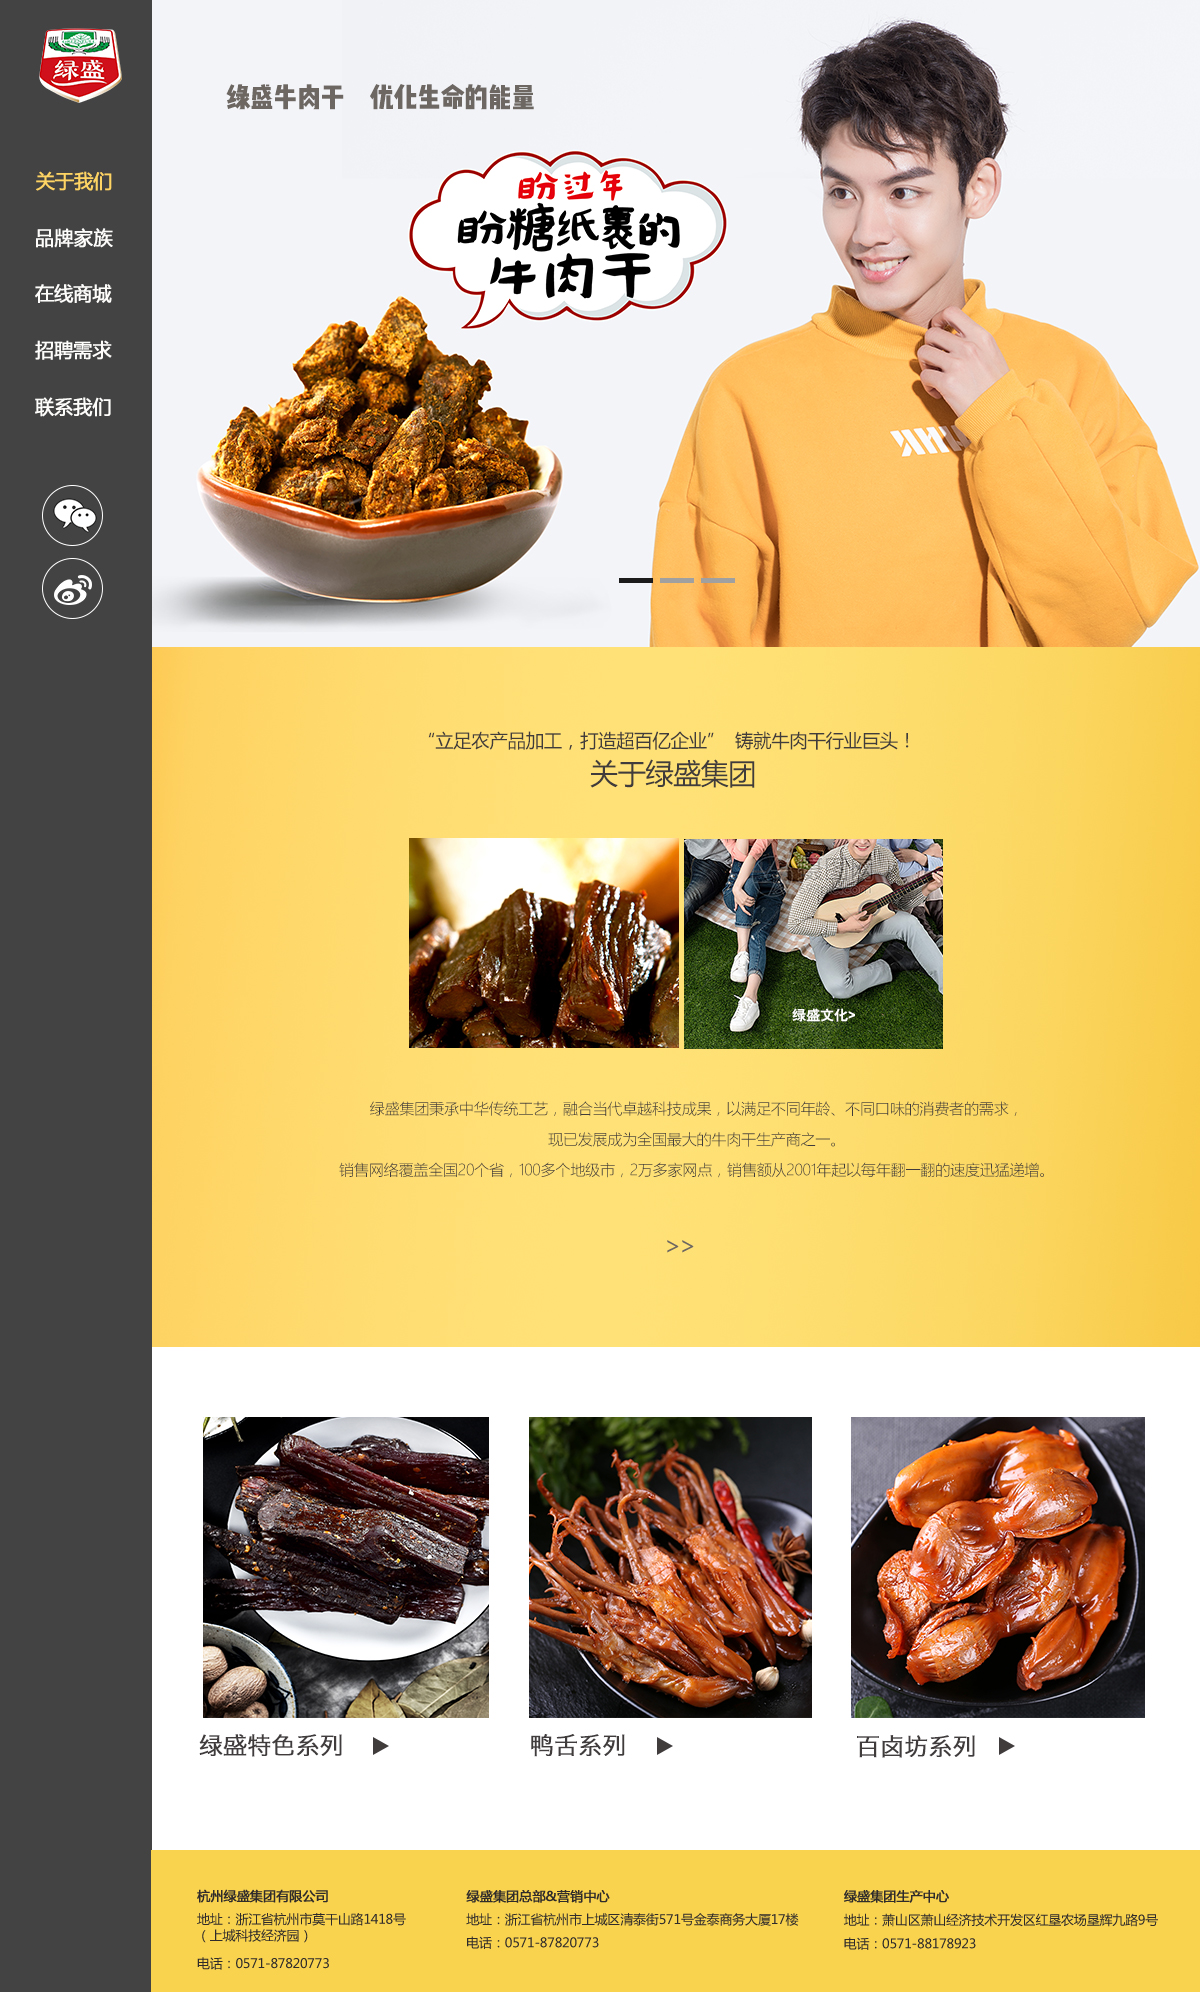 绿盛
关于我们
品牌家族
在线商城
招聘需求
联系我们
绿盛牛肉干 优化生命的能量
盼过年
盼糖纸裹的
牛肉干
“立足农产品加工，打造超百亿企业” 铸就牛肉干行业巨头！
关于绿盛集团
绿盛文化>
绿盛集团秉承中华传统工艺，融合当代卓越科技成果，以满足不同年龄、不同口味的消费者的需求，
现已发展成为全国最大的牛肉干生产商之一。
销售网络覆盖全国20个省，100多个地级市，2万多家网点，销售额从2001年起以每年翻一翻的速度迅猛递增。
>>
绿盛特色系列
鸭舌系列
百卤坊系列
杭州绿盛集团有限公司
地址：浙江省杭州市莫干山路1418号
（上城科技经济园）
电话：0571-87820773
绿盛集团总部&营销中心
地址：浙江省杭州市上城区清泰街571号金泰商务大厦17楼
电话：0571-87820773
绿盛集团生产中心
地址：萧山区萧山经济技术开发区红垦农场垦辉九路9号
电话：0571-88178923